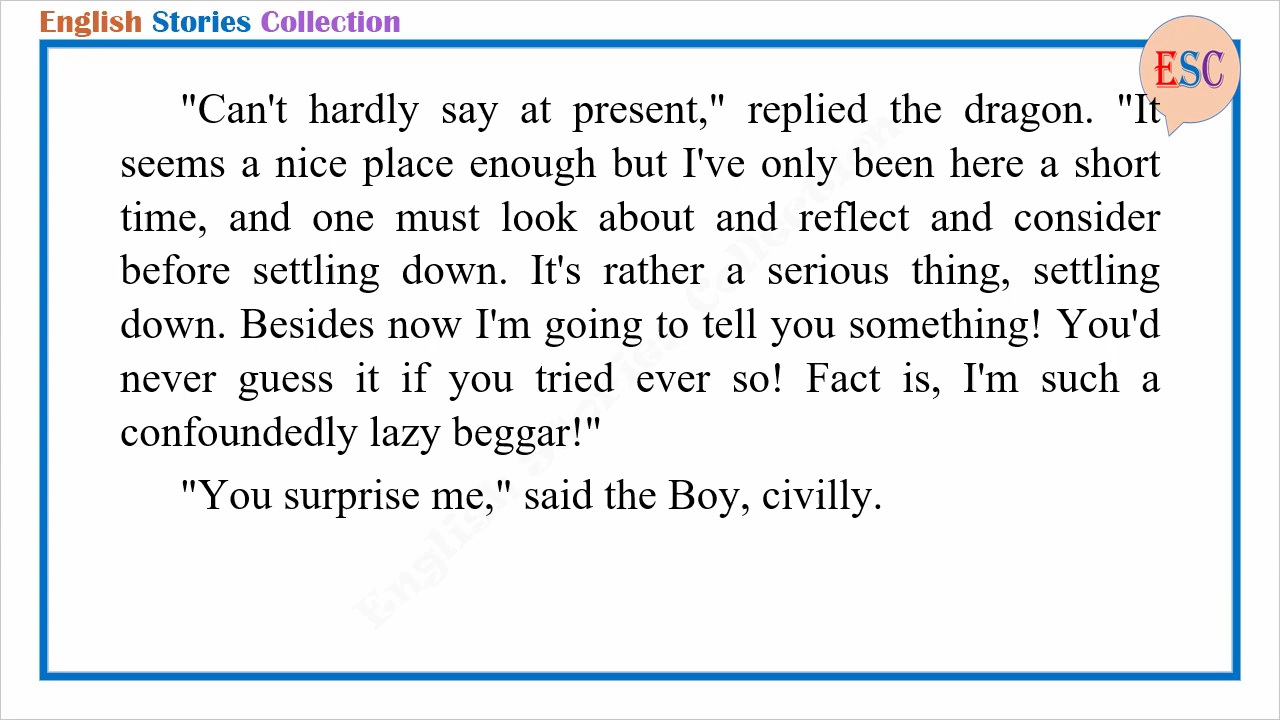 English Stories Collection
ESC
"Can't hardly say at present," replied the dragon. "It
seems a nice place enough but I've only been here a short
time, and one must look about and reflect and consider
before settling down. It's rather a serious thing, settling
down. Besides now I'm going to tell you something! You'd
never guess it if you tried ever so! Fact is, I'm such a
confoundedly lazy beggar!"
"You surprise me," said the Boy, civilly.
English Stories Collection